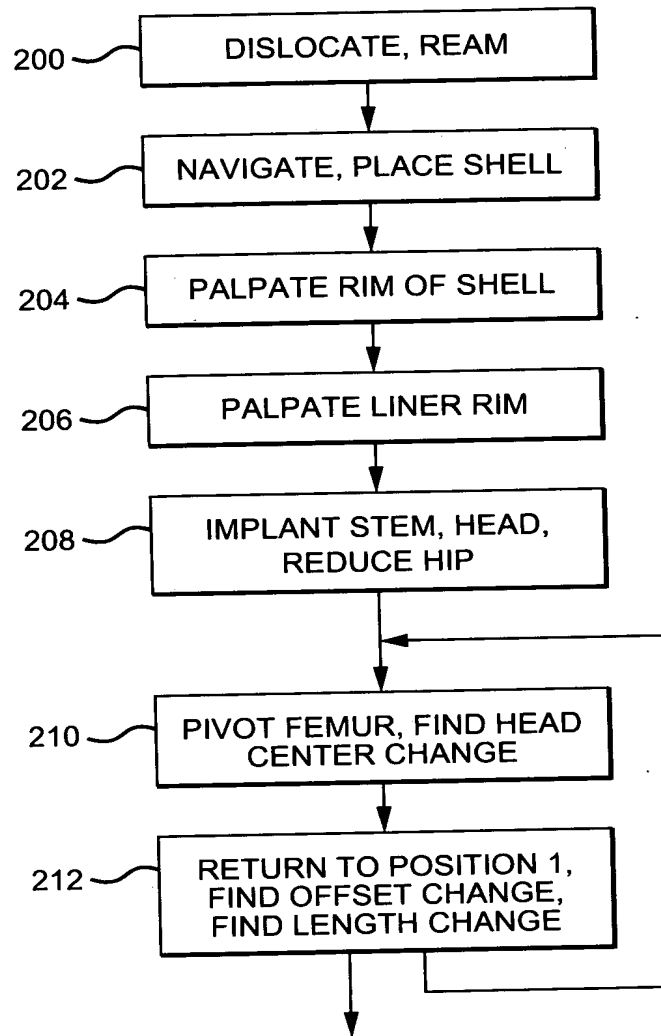 200
DISLOCATE, REAM
202
NAVIGATE, PLACE SHELL
204
PALPATE RIM OF SHELL
206
PALPATE LINER RIM
208
IMPLANT STEM, HEAD,
REDUCE HIP
210
PIVOT FEMUR, FIND HEAD
CENTER CHANGE
212
RETURN TO POSITION 1,
FIND OFFSET CHANGE,
FIND LENGTH CHANGE